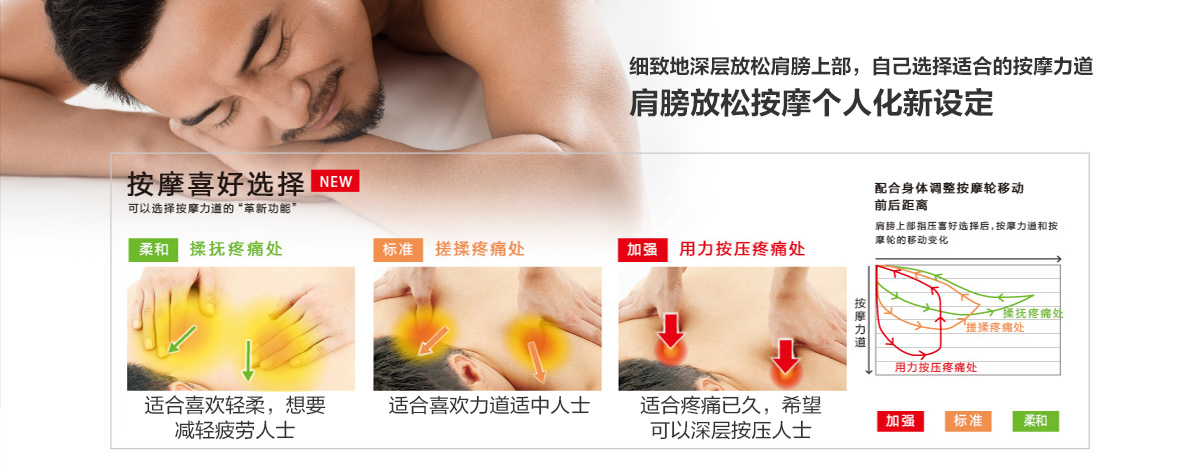 细致地深层放松肩膀上部，自己选择适合的按摩力道
肩膀放松按摩个人化新设定
按摩喜好选择 NEW
可以选择按摩力道的“革新功能”
柔和 揉抚疼痛处
适合喜欢轻柔，想要
减轻疲劳人士
标准 搓揉疼痛处
适合喜欢力道适中人士
加强 用力按压疼痛处
适合疼痛已久，希望
可以深层按压人士
配合身体调整按摩轮移动
前后距离
肩膀上部指压喜好选择后，按摩力道和按
摩轮的移动变化
按摩力道
揉抚疼痛处
搓揉疼痛处
用力按压疼痛处
加强 标准 柔和